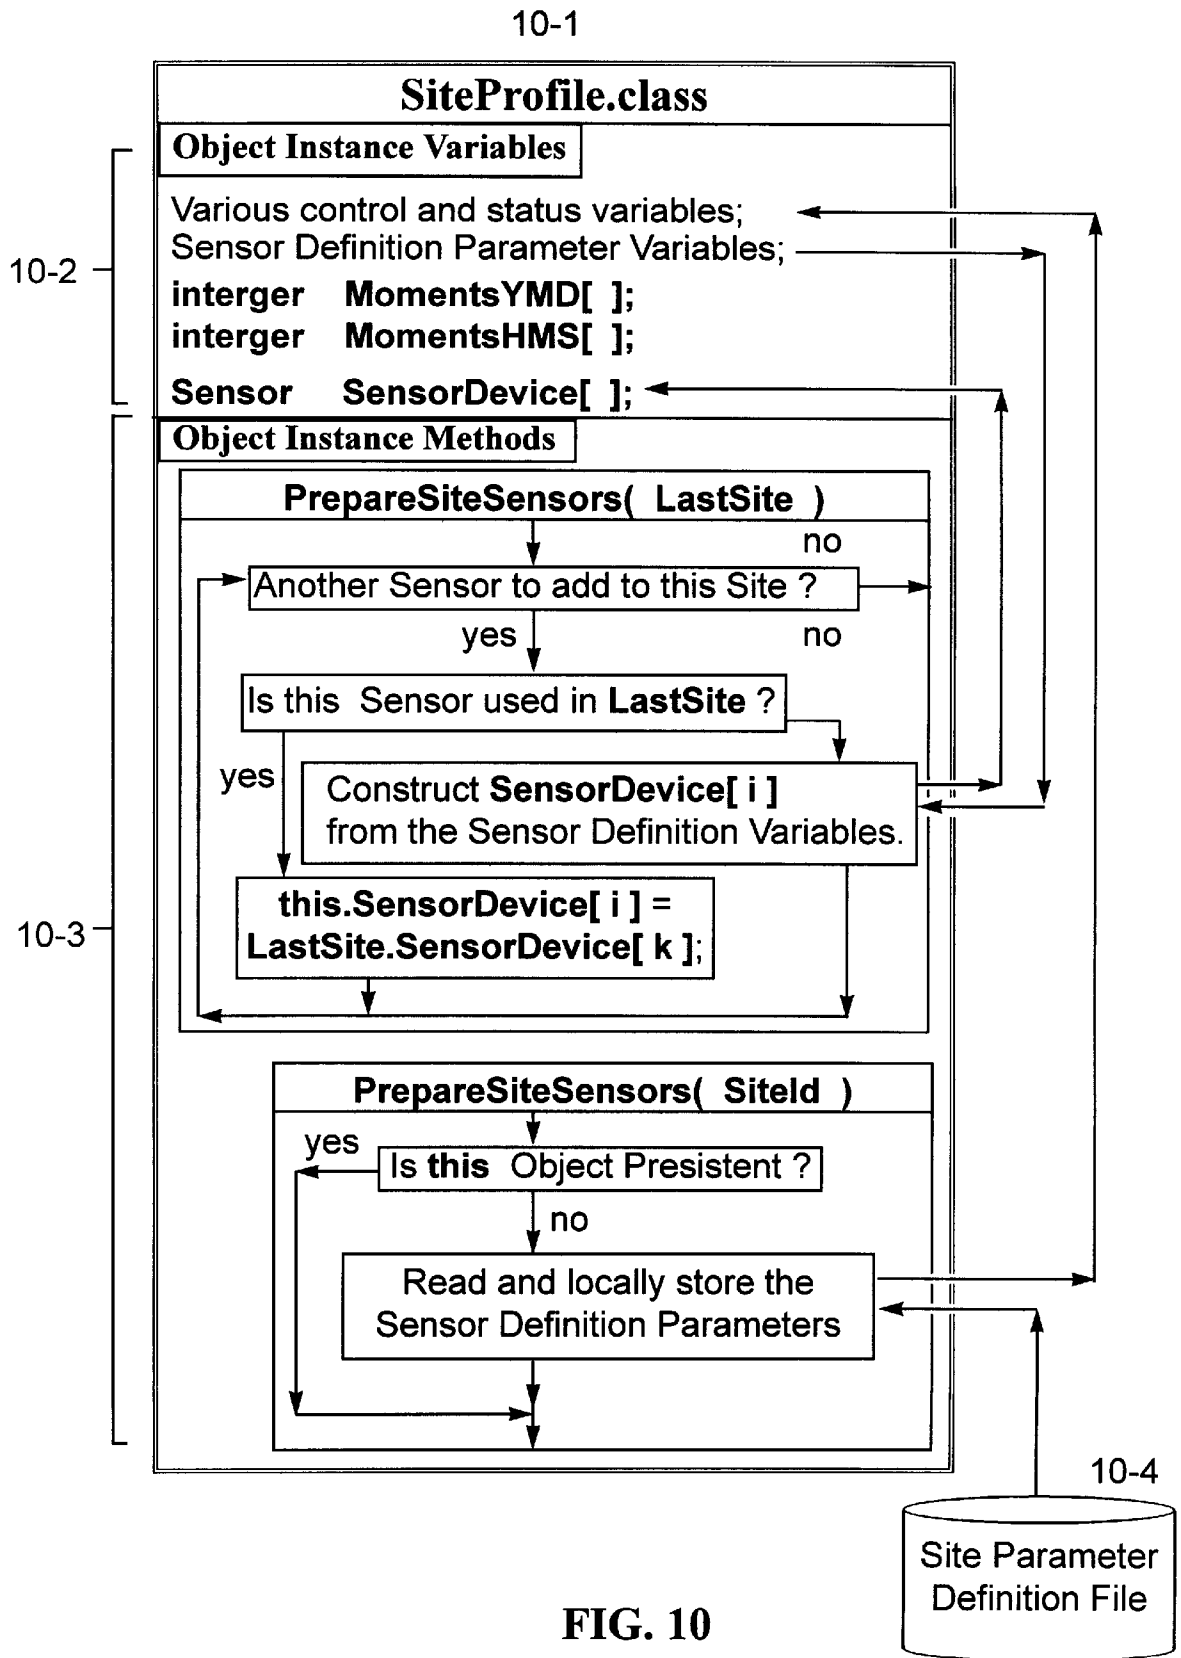 10-1
SiteProfile.class
Object Instance Variables
Various control and status variables;
Sensor Definition Parameter Variables;
10-2
interger MomentsYMD[ ];
interger MomentsHMS[ ];
Sensor SensorDevice[ ];
Object Instance Methods
PrepareSiteSensors( LastSite )
no
Another Sensor to add to this Site ?
yes no
Is this Sensor used in LastSite ?
yes
Construct SensorDevice[ i ]
from the Sensor Definition Variables.
this.SensorDevice[ i ] =
LastSite.SensorDevice[ k ];
10-3
PrepareSiteSensors( SiteId )
yes
Is this Object Presistent ?
no
Read and locally store the
Sensor Definition Parameters
10-4
Site Parameter
Definition File
FIG. 10